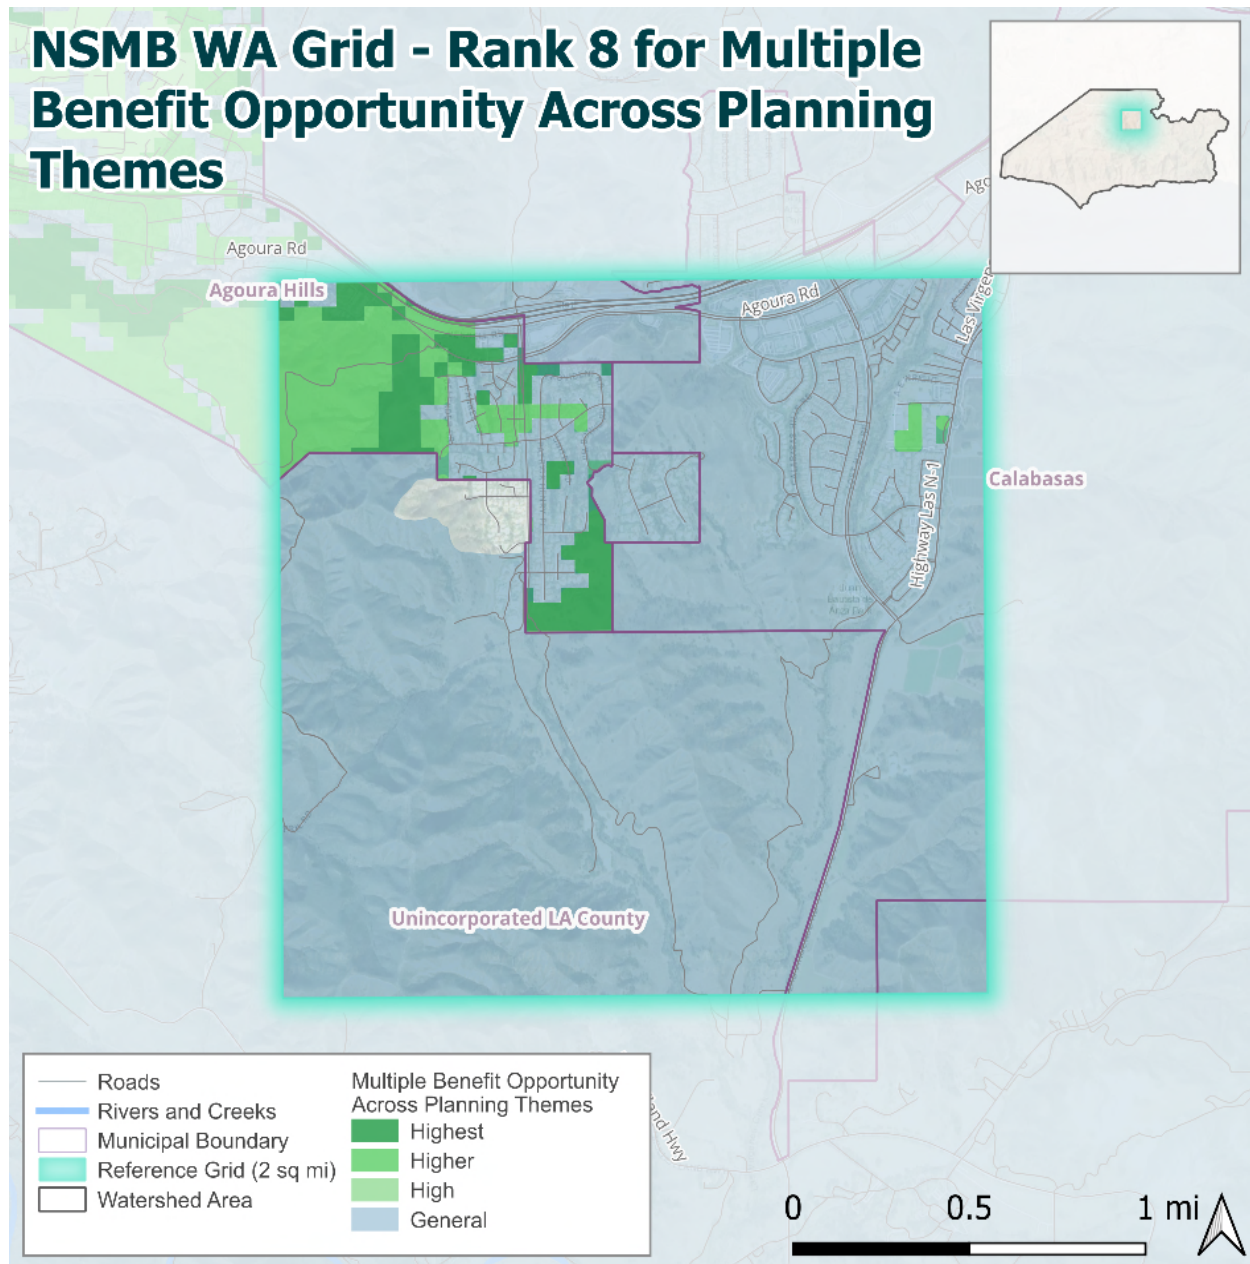 NSMB WA Grid - Rank 8 for Multiple
Benefit Opportunity Across Planning
Themes
Agoura Rd
Agoura Hills
Agoura Rd
Calabasas
Highway Las N-1
Unincorporated LA County
Roads
Rivers and Creeks
Municipal Boundary
Reference Grid (2 sq mi)
Watershed Area
Multiple Benefit Opportunity
Across Planning Themes
Highest
Higher
High
General
Hwy
0 0.5 1 mi